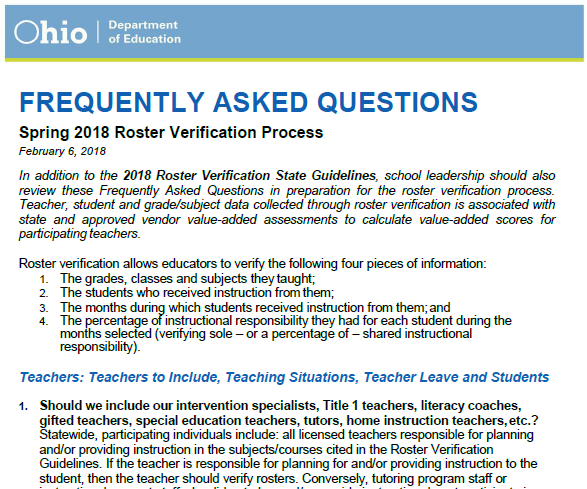 Ohio
Department
of Education
FREQUENTLY ASKED QUESTIONS
Spring 2018 Roster Verification Process
February 6, 2018
In addition to the 2018 Roster Verification State Guidelines, school leadership should also
review these Frequently Asked Questions in preparation for the roster verification process.
Teacher, student and grade/subject data collected through roster verification is associated with
state and approved vendor value-added assessments to calculate value-added scores for
participating teachers.
Roster verification allows educators to verify the following four pieces of information:
1. The grades, classes and subjects they taught;
2. The students who received instruction from them;
3. The months during which students received instruction from them; and
4. The percentage of instructional responsibility they had for each student during the
months selected (verifying sole – or a percentage of – shared instructional
responsibility).
Teachers: Teachers to Include, Teaching Situations, Teacher Leave and Students
1. Should we include our intervention specialists, Title 1 teachers, literacy coaches,
gifted teachers, special education teachers, tutors, home instruction teachers, etc.?
Statewide, participating individuals include: all licensed teachers responsible for planning
and/or providing instruction in the subjects/courses cited in the Roster Verification
Guidelines. If the teacher is responsible for planning for and/or providing instruction to the
student, then the teacher should verify rosters. Conversely, tutoring program staff or